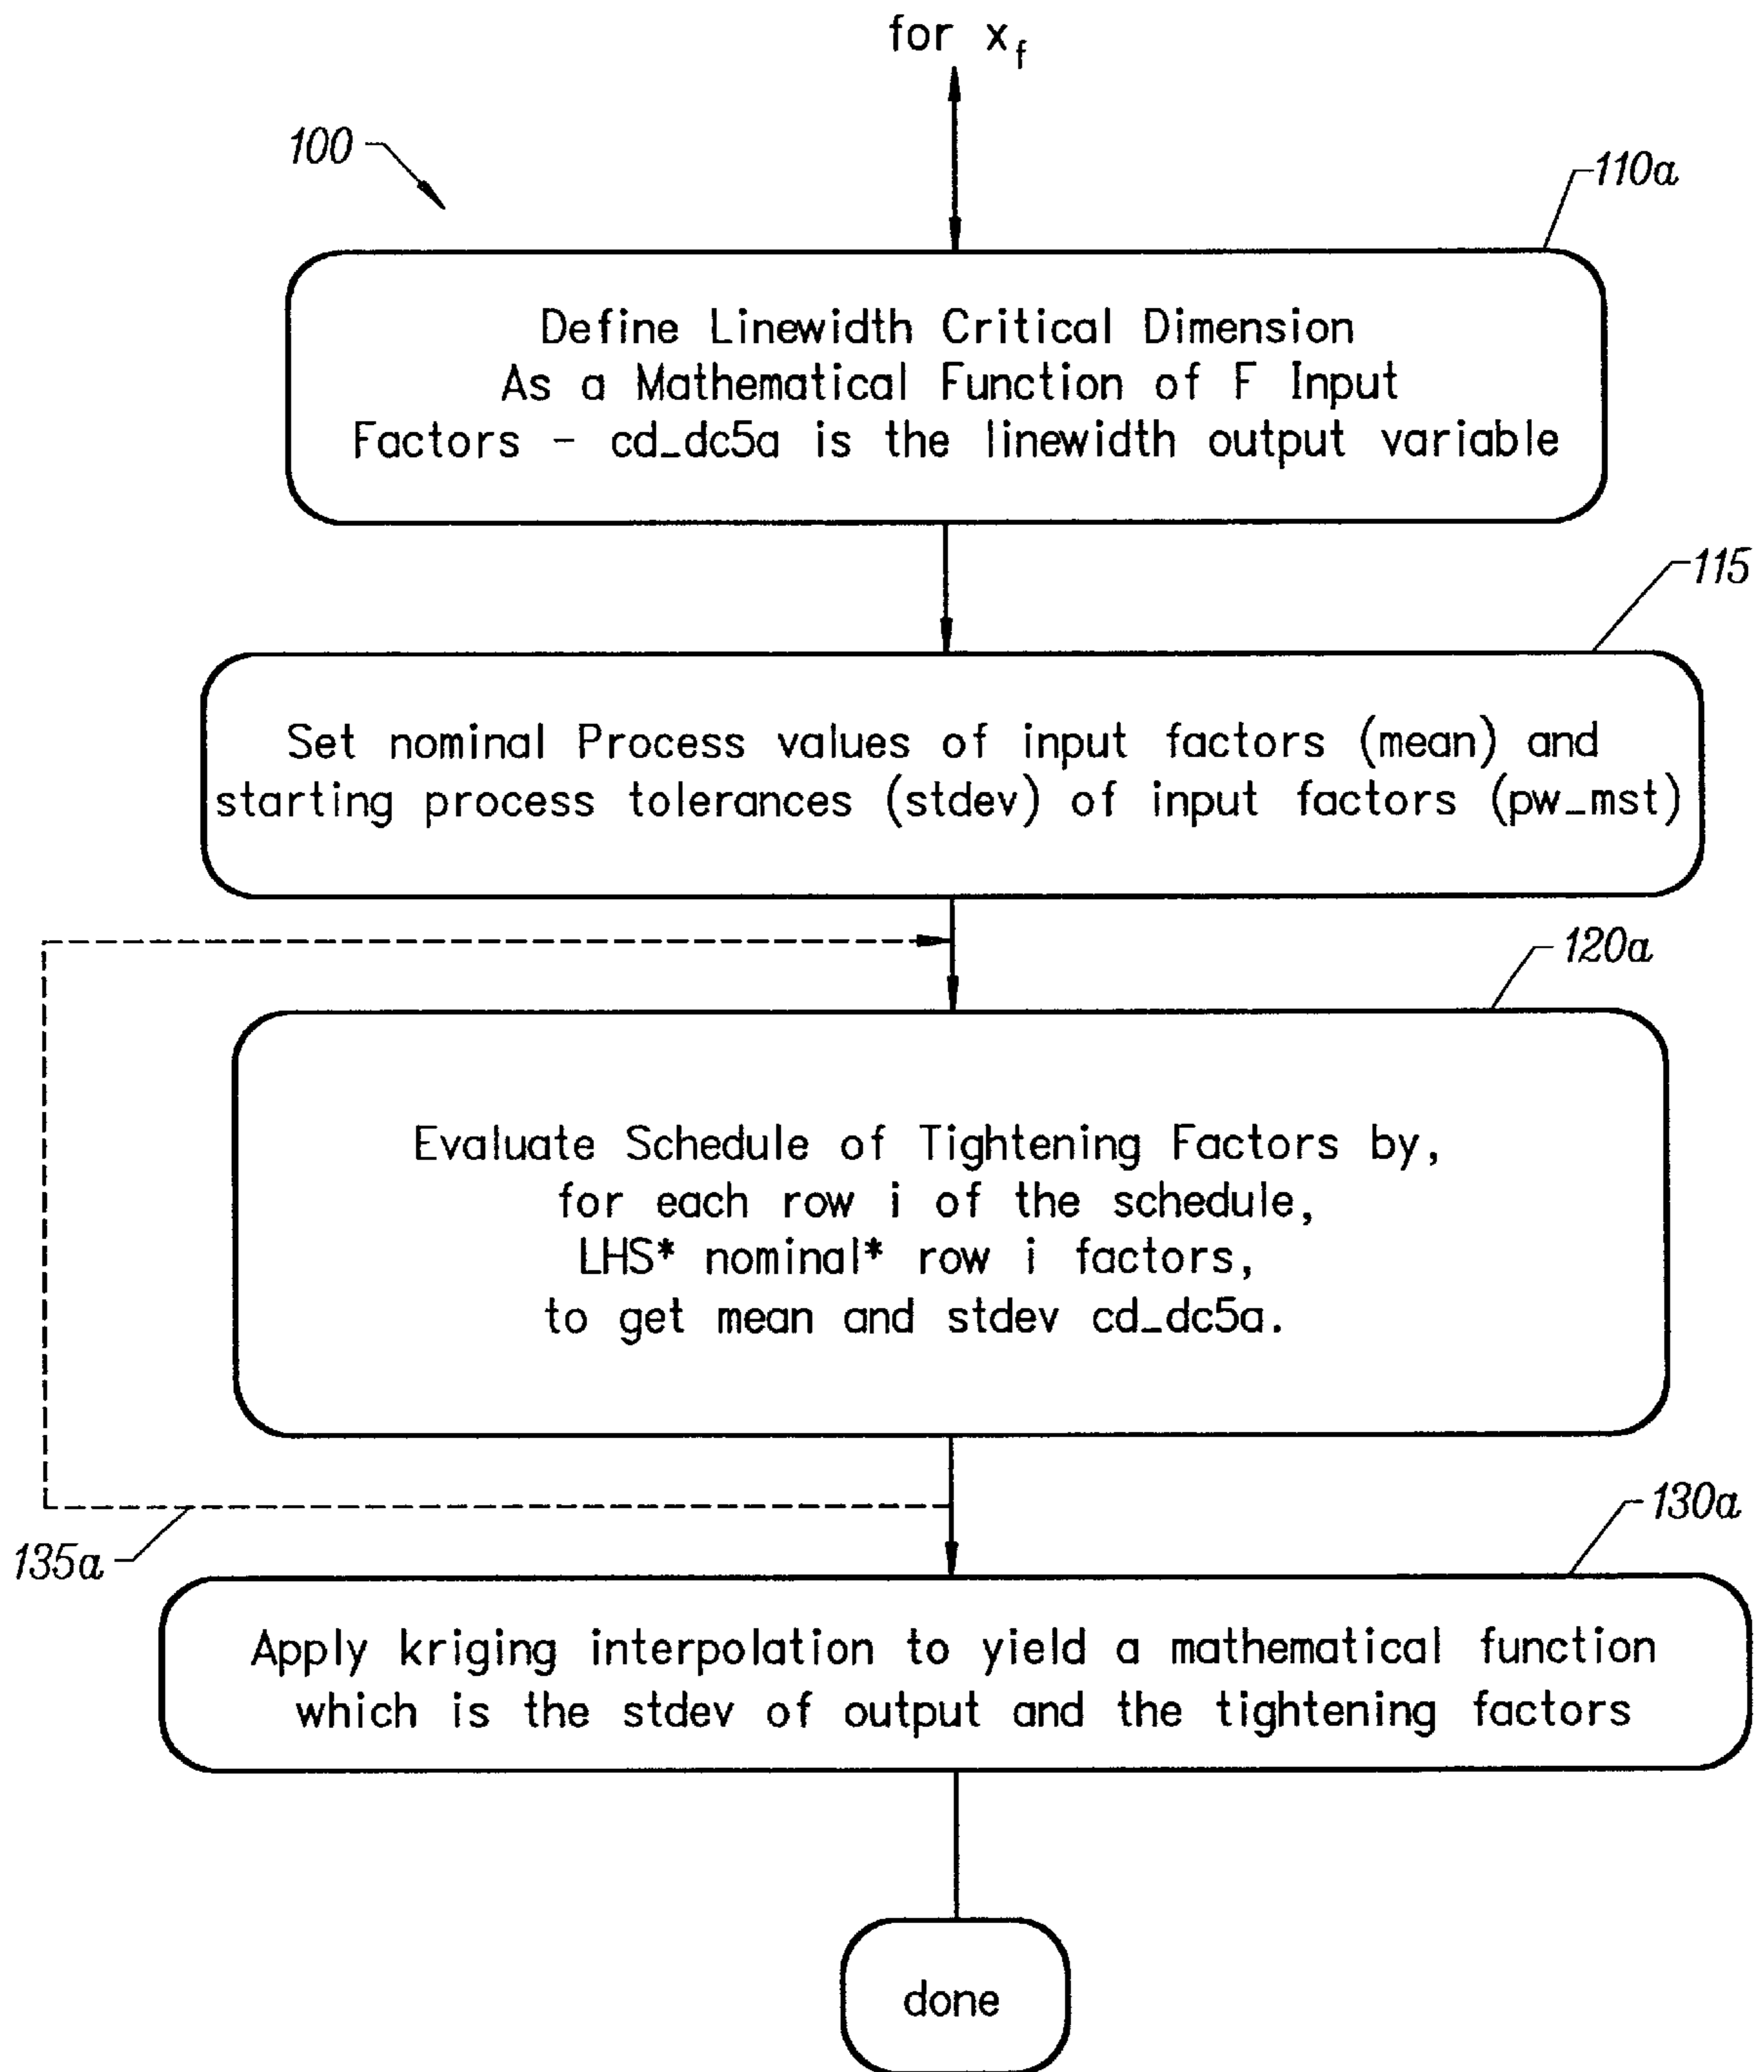 for x_f
100
110a
Define Linewidth Critical Dimension
As a Mathematical Function of F Input
Factors - cd_dc5a is the linewidth output variable
115
Set nominal Process values of input factors (mean) and
starting process tolerances (stdev) of input factors (pw_mst)
120a
Evaluate Schedule of Tightening Factors by,
for each row i of the schedule,
LHS* nominal* row i factors,
to get mean and stdev cd_dc5a.
135a
130a
Apply kriging interpolation to yield a mathematical function
which is the stdev of output and the tightening factors
done